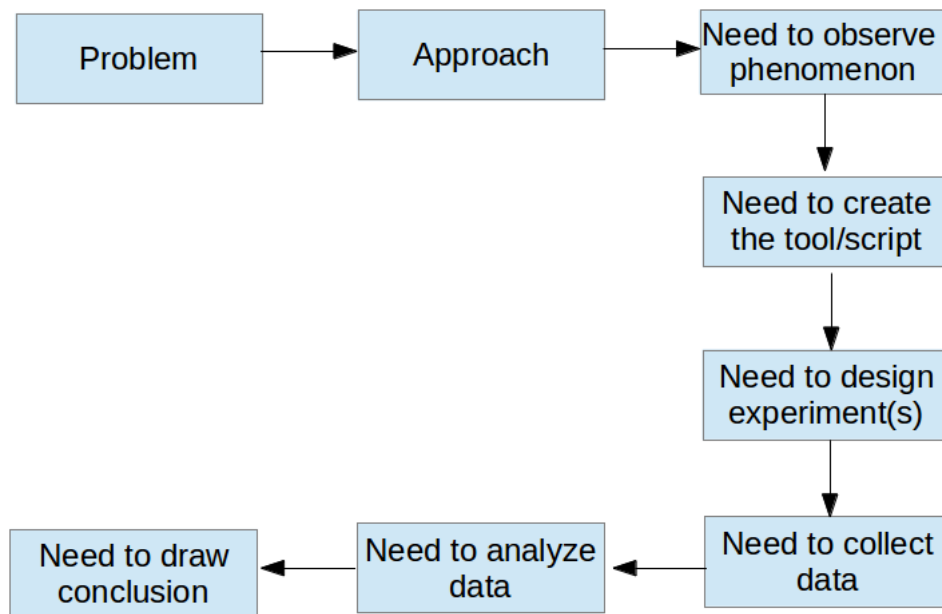 Problem
Approach
Need to observe
phenomenon
Need to create
the tool/script
Need to design
experiment(s)
Need to collect
data
Need to analyze
data
Need to draw
conclusion